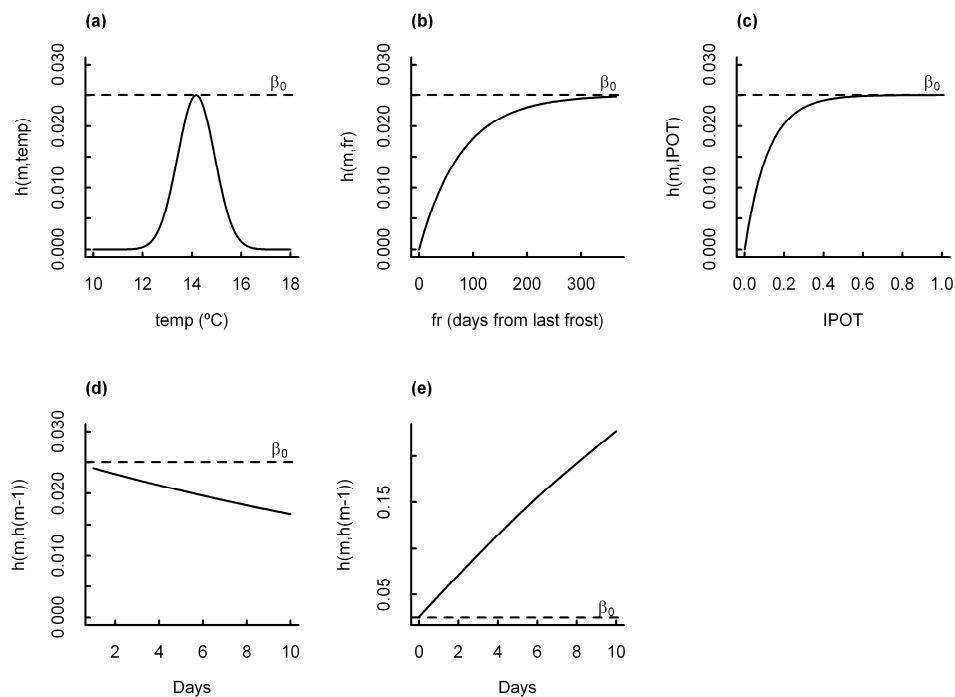 (a)
h(m,temp)
0.000 0.010 0.020 0.030
β0
10 12 14 16 18
temp (ºC)
(b)
h(m,fr)
0.000 0.010 0.020 0.030
β0
0 100 200 300
fr (days from last frost)
(c)
h(m,IPOT)
0.000 0.010 0.020 0.030
β0
0.0 0.2 0.4 0.6 0.8 1.0
IPOT
(d)
h(m,h(m-1))
0.000 0.010 0.020 0.030
β0
2 4 6 8 10
Days
(e)
h(m,h(m-1))
0.05 0.15
β0
0 2 4 6 8 10
Days